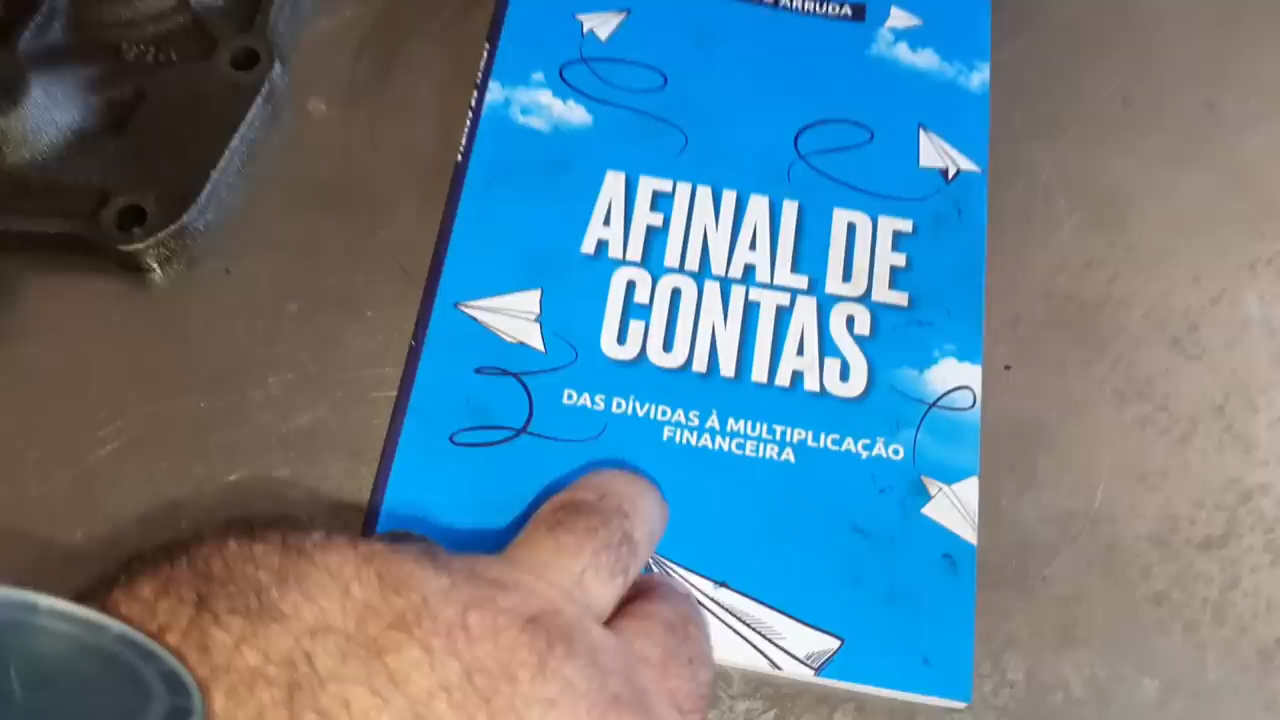 ARRUDA
AFINAL DE
CONTAS
DAS DÍVIDAS À MULTIPLICAÇÃO
FINANCEIRA